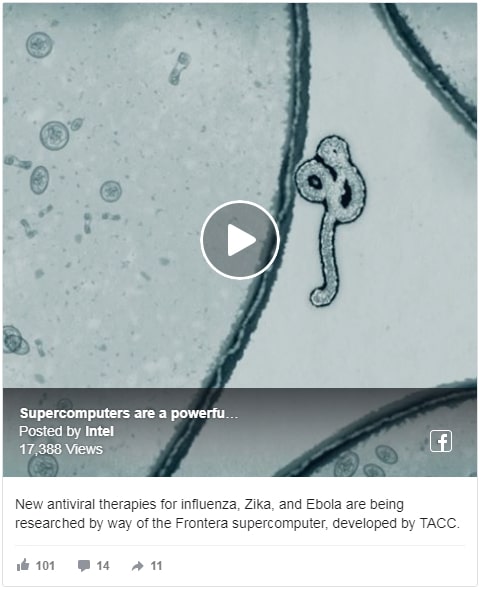 Supercomputers are a powerfu...
Posted by Intel
17,388 Views
New antiviral therapies for influenza, Zika, and Ebola are being
researched by way of the Frontera supercomputer, developed by TACC.
101 14 11